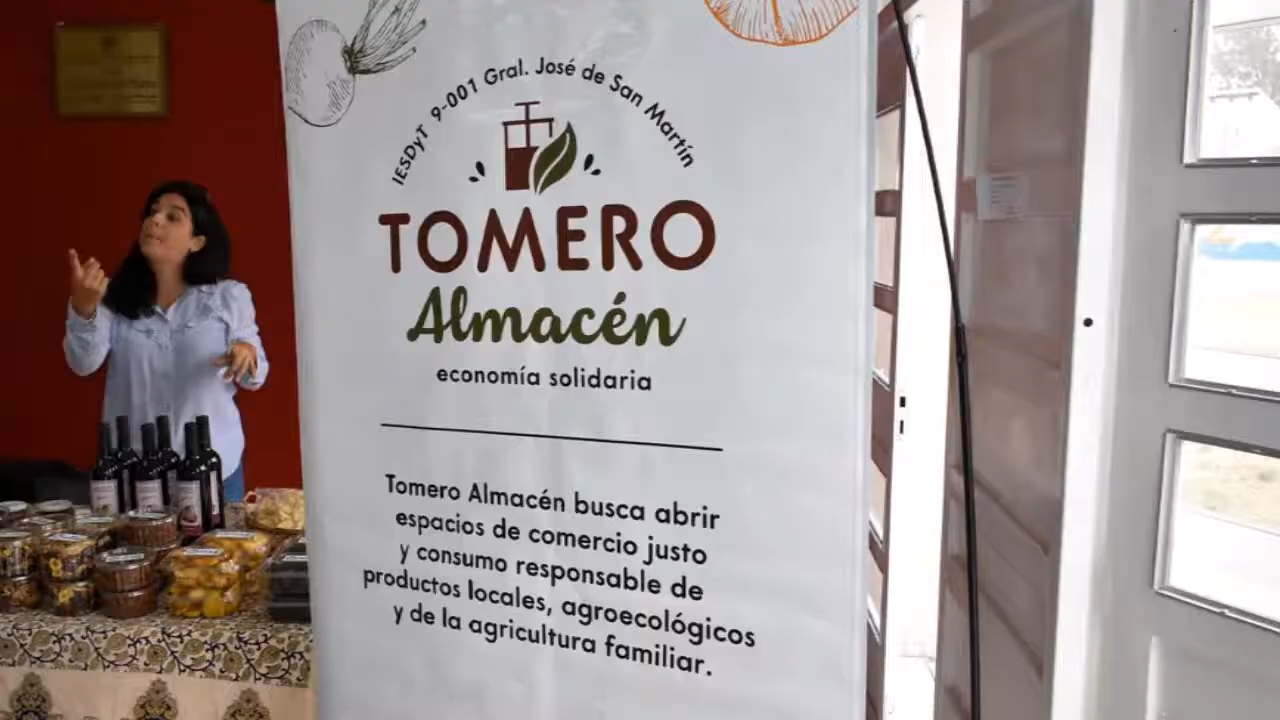 IESDyT 9-001 Gral. José de San Martín
TOMERO
Almacén
economía solidaria
Tomero Almacén busca abrir
espacios de comercio justo
y consumo responsable de
productos locales, agroecológicos
y de la agricultura familiar.